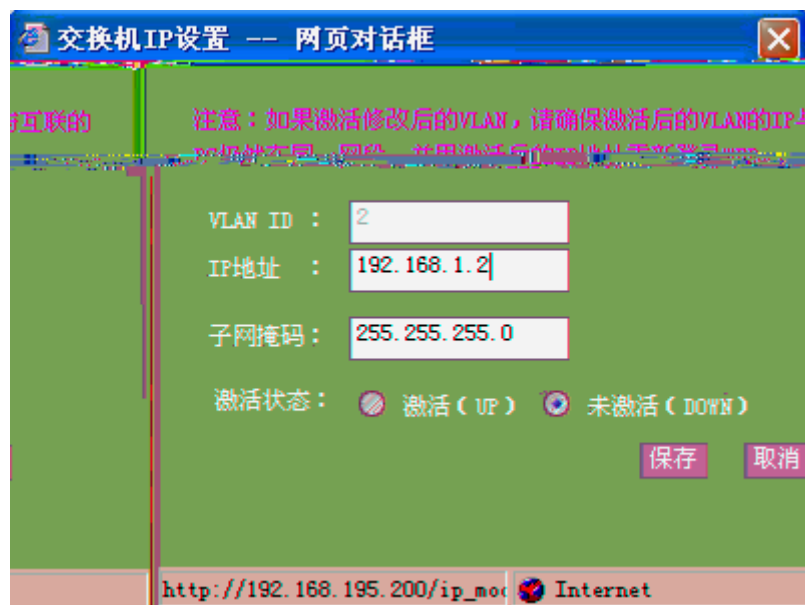 交换机IP设置 -- 网页对话框
与互联的
注意：如果激活修改后的VLAN，请确保激活后的VLAN的IP与
VLAN ID ： 2
IP地址 ： 192.168.1.2
子网掩码： 255.255.255.0
激活状态： 激活(UP) 未激活(DOWN)
保存 取消
http://192.168.195.200/ip_mod Internet